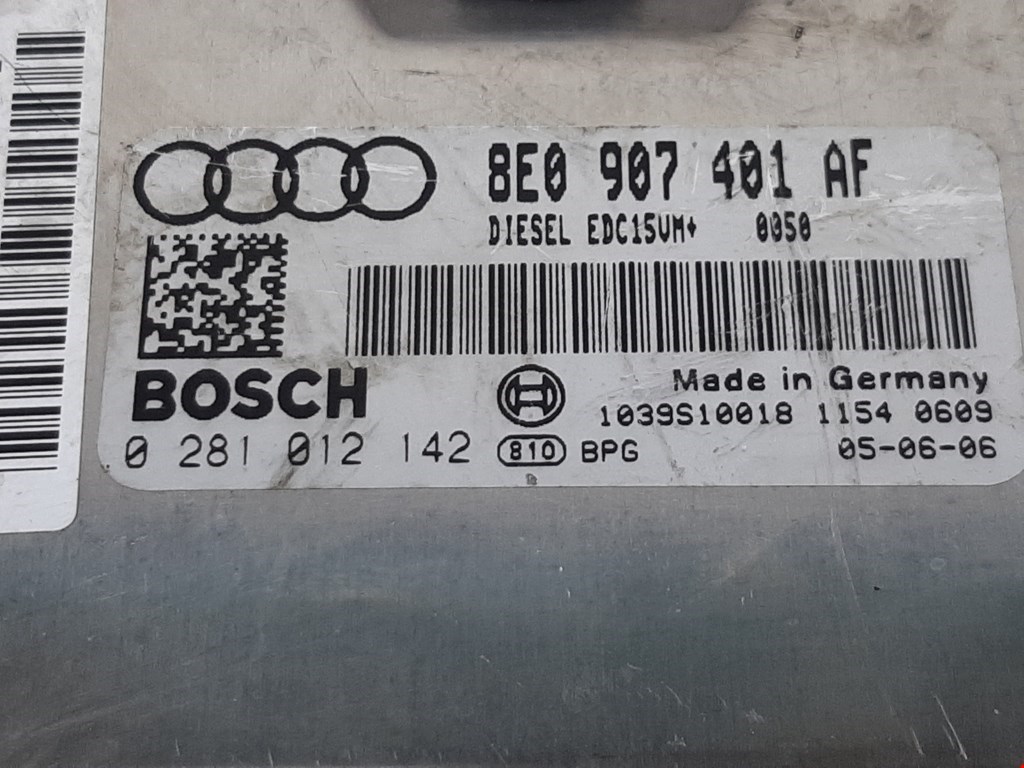 8E0 907 401 AF
DIESEL EDC15VM+ 0050
BOSCH
Made in Germany
1039S10018 1154 0609
0 281 012 142 810 BPG 05-06-06